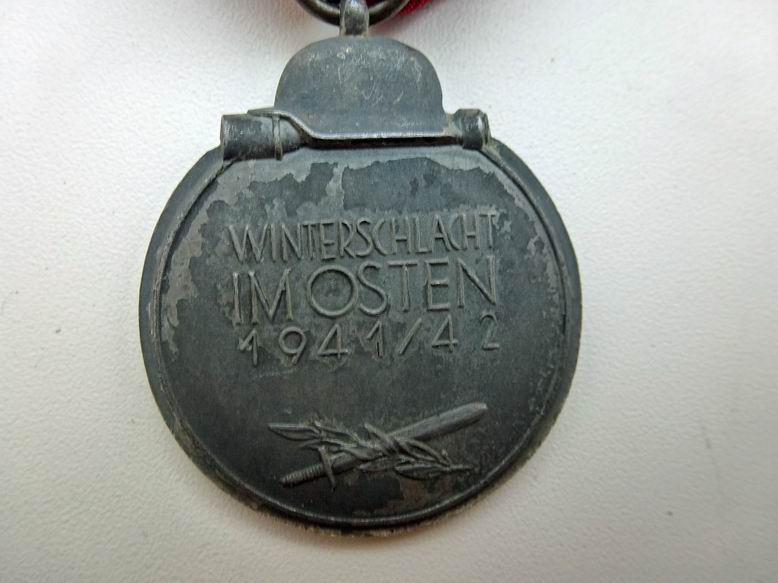 WINTERSCHLACHT
IM OSTEN
1941/42